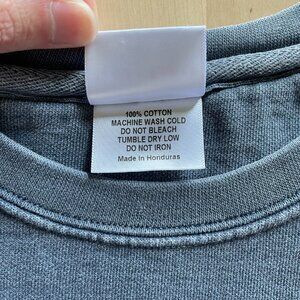 100% COTTON
MACHINE WASH COLD
DO NOT BLEACH
TUMBLE DRY LOW
DO NOT IRON
Made in Honduras